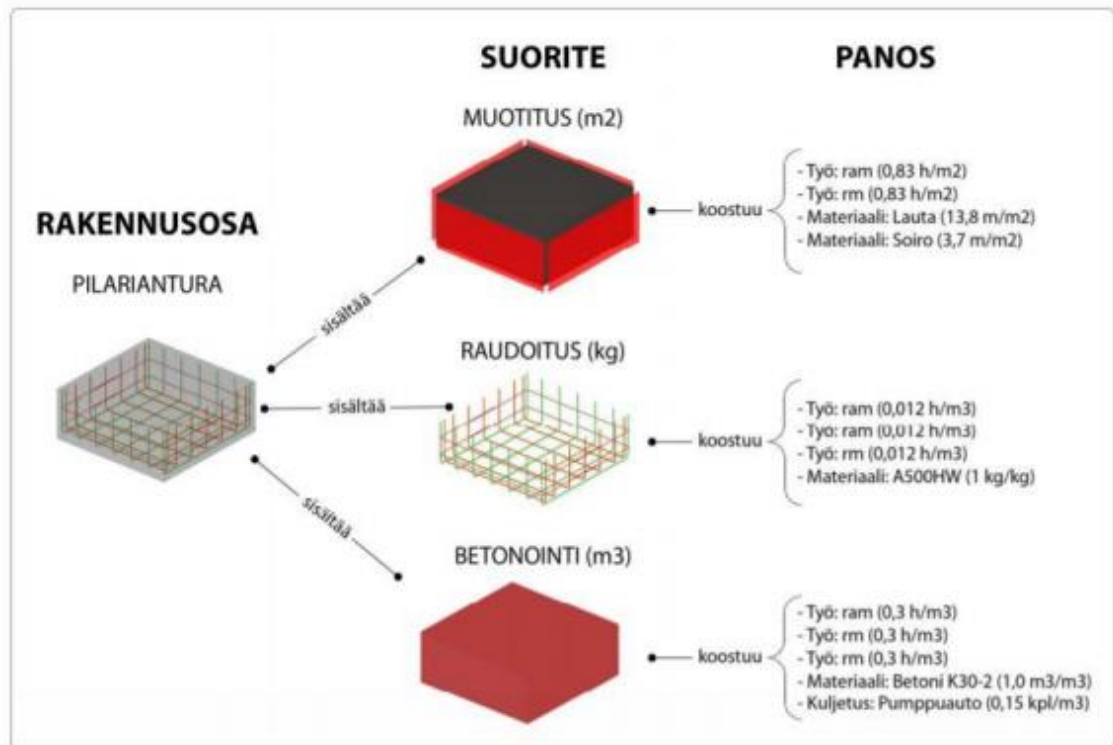 SUORITE
PANOS
MUOTITUS (m2)
- Työ: ram (0,83 h/m2)
- Työ: rm (0,83 h/m2)
- Materiaali: Lauta (13,8 m/m2)
- Materiaali: Soiro (3,7 m/m2)
koostuu
RAKENNUSOSA
PILARIANTURA
sisältää
RAUDOITUS (kg)
sisältää
- Työ: ram (0,012 h/m3)
- Työ: ram (0,012 h/m3)
- Työ: rm (0,012 h/m3)
- Materiaali: A500HW (1 kg/kg)
koostuu
sisältää
BETONOINTI (m3)
- Työ: ram (0,3 h/m3)
- Työ: rm (0,3 h/m3)
- Työ: rm (0,3 h/m3)
- Materiaali: Betoni K30-2 (1,0 m3/m3)
- Kuljetus: Pumppuauto (0,15 kpl/m3)
koostuu